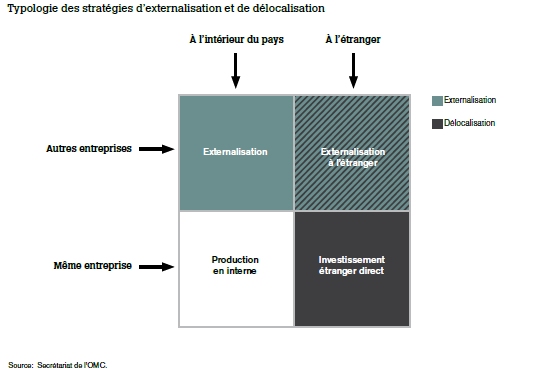 Typologie des stratégies d'externalisation et de délocalisation
À l'intérieur du pays
À l'étranger
Externalisation
Délocalisation
Autres entreprises
Externalisation
Externalisation
à l'étranger
Même entreprise
Production
en interne
Investissement
étranger direct
Source: Secrétariat de l'OMC.